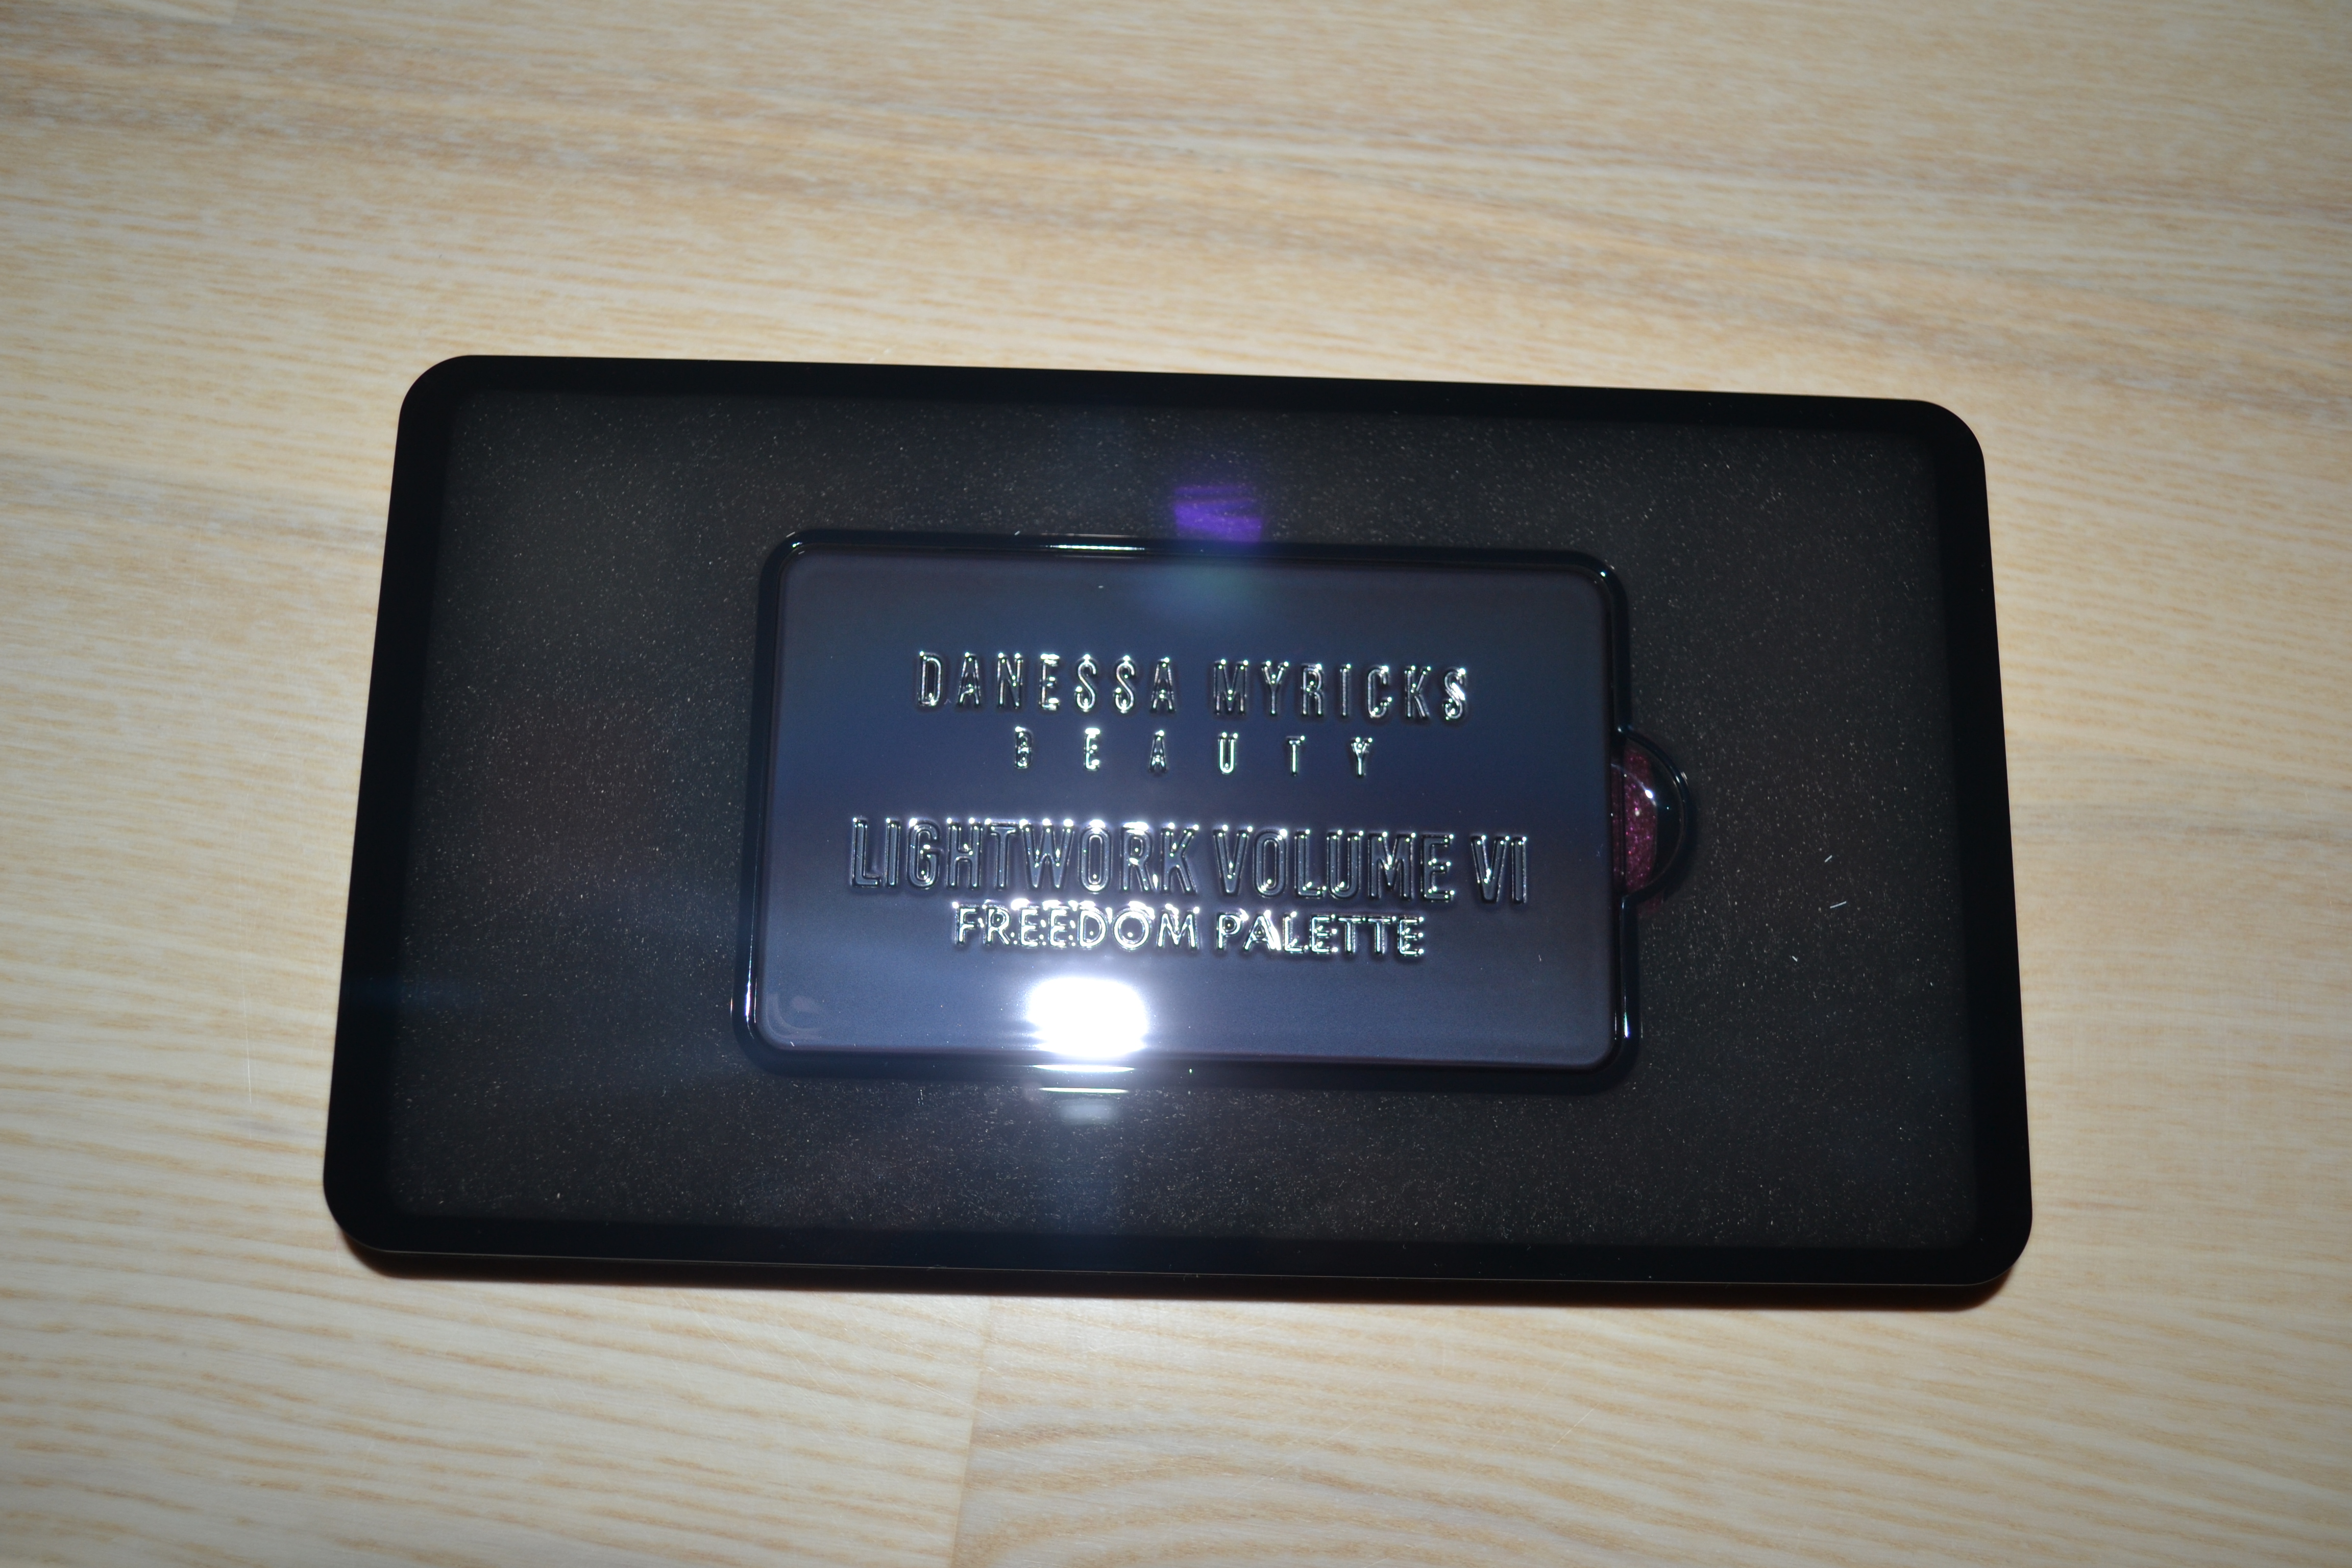 DANESSA MYRICKS
BEAUTY
LIGHTWORK VOLUME VI
FREEDOM PALETTE